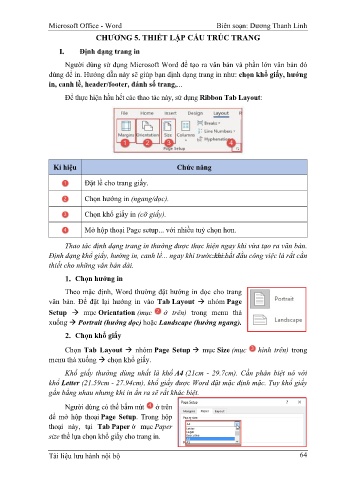 Microsoft Office - Word Biên soạn: Dương Thanh Linh
CHƯƠNG 5. THIẾT LẬP CẤU TRÚC TRANG
I. Định dạng trang in
Người dùng sử dụng Microsoft Word để tạo ra văn bản và phần lớn văn bản đó
dùng để in. Hướng dẫn này sẽ giúp bạn định dạng trang in như: chọn khổ giấy, hướng
in, canh lề, header/footer, đánh số trang,...
Để thực hiện hầu hết các thao tác này, sử dụng Ribbon Tab Layout:
File Home Insert Design Layout R
Margins Orientation Size Columns
Breaks
Line Numbers
Hyphenation
1 2 3 4
Page Setup
Kí hiệu Chức năng
1 Đặt lề cho trang giấy.
2 Chọn hướng in (ngang/dọc).
3 Chọn khổ giấy in (cỡ giấy).
4 Mở hộp thoại Page setup... với nhiều tuỳ chọn hơn.
Thao tác định dạng trang in thường được thực hiện ngay khi vừa tạo ra văn bản.
Định dạng khổ giấy, hướng in, canh lề... ngay khi trước khi bắt đầu công việc là rất cần
thiết cho những văn bản dài.
1. Chọn hướng in
Theo mặc định, Word thường đặt hướng in dọc cho trang
văn bản. Để đặt lại hướng in vào Tab Layout → nhóm Page
Setup → mục Orientation (mục 2 ở trên) trong menu thả
xuống → Portrait (hướng dọc) hoặc Landscape (hướng ngang).
Portrait
Landscape
2. Chọn khổ giấy
Chọn Tab Layout → nhóm Page Setup → mục Size (mục 3 hình trên) trong
menu thả xuống → chọn khổ giấy.
Khổ giấy thường dùng nhất là khổ A4 (21cm - 29.7cm). Cần phân biệt nó với
khổ Letter (21.59cm - 27.94cm), khổ giấy được Word đặt mặc định mặc. Tuy khổ giấy
gần bằng nhau nhưng khi in ấn ra sẽ rất khác biệt.
Người dùng có thể bấm nút 4 ở trên
để mở hộp thoại Page Setup. Trong hộp
thoại này, tại Tab Paper ở mục Paper
size thể lựa chọn khổ giấy cho trang in.
Page Setup ? ×
Margins Paper Layout
Paper size:
A4
Tài liệu lưu hành nội bộ 64